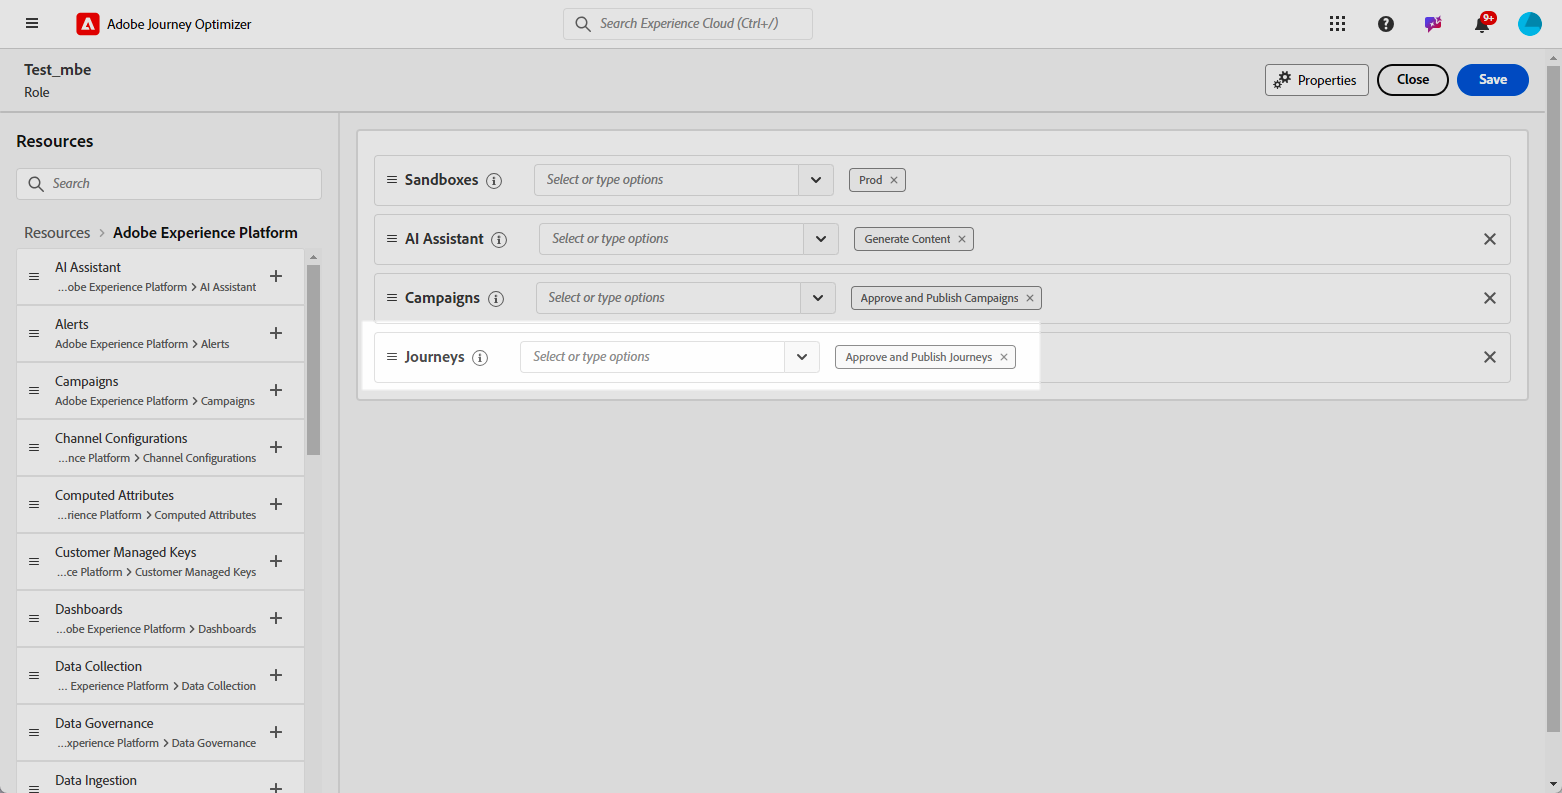 Adobe Journey Optimizer
Search Experience Cloud (Ctrl+/)
9+
Test_mbe
Role
Properties
Close
Save
Resources
Search
Resources > Adobe Experience Platform
AI Assistant
...obe Experience Platform > AI Assistant
Alerts
Adobe Experience Platform > Alerts
Campaigns
Adobe Experience Platform > Campaigns
Channel Configurations
...nce Platform > Channel Configurations
Computed Attributes
...rience Platform > Computed Attributes
Customer Managed Keys
...ce Platform > Customer Managed Keys
Dashboards
...obe Experience Platform > Dashboards
Data Collection
... Experience Platform > Data Collection
Data Governance
...xperience Platform > Data Governance
Data Ingestion
Sandboxes Select or type options Prod
AI Assistant Select or type options Generate Content
Campaigns Select or type options Approve and Publish Campaigns
Journeys Select or type options Approve and Publish Journeys